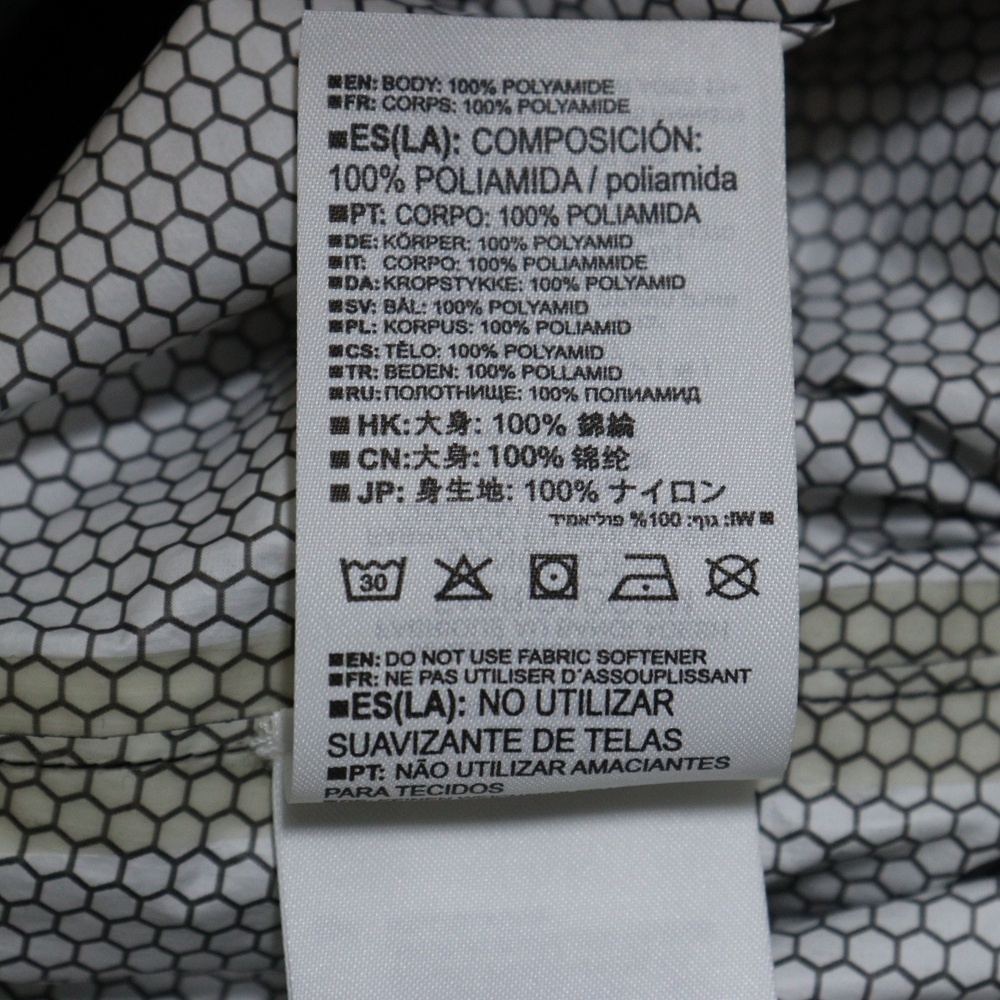 ■EN: BODY: 100% POLYAMIDE
■FR: CORPS: 100% POLYAMIDE
■ES(LA): COMPOSICIÓN:
100% POLIAMIDA / poliamida
■PT: CORPO: 100% POLIAMIDA
■DE: KÖRPER: 100% POLYAMID
■IT: CORPO: 100% POLIAMMIDE
■DA: KROPSTYKKE: 100% POLYAMID
■SV: BÅL: 100% POLYAMID
■PL: KORPUS: 100% POLIAMID
■CS: TĚLO: 100% POLYAMID
■TR: BEDEN: 100% POLLAMID
■RU: ПОЛОТНИЩЕ: 100% ПОЛИАМИД
■HK:大身: 100% 錦綸
■CN:大身: 100% 锦纶
■JP: 身生地: 100% ナイロン
■IW: גוף: 100% פוליאמיד
30
■EN: DO NOT USE FABRIC SOFTENER
■FR: NE PAS UTILISER D'ASSOUPLISSANT
■ES(LA): NO UTILIZAR
SUAVIZANTE DE TELAS
■PT: NÃO UTILIZAR AMACIANTES
PARA TECIDOS